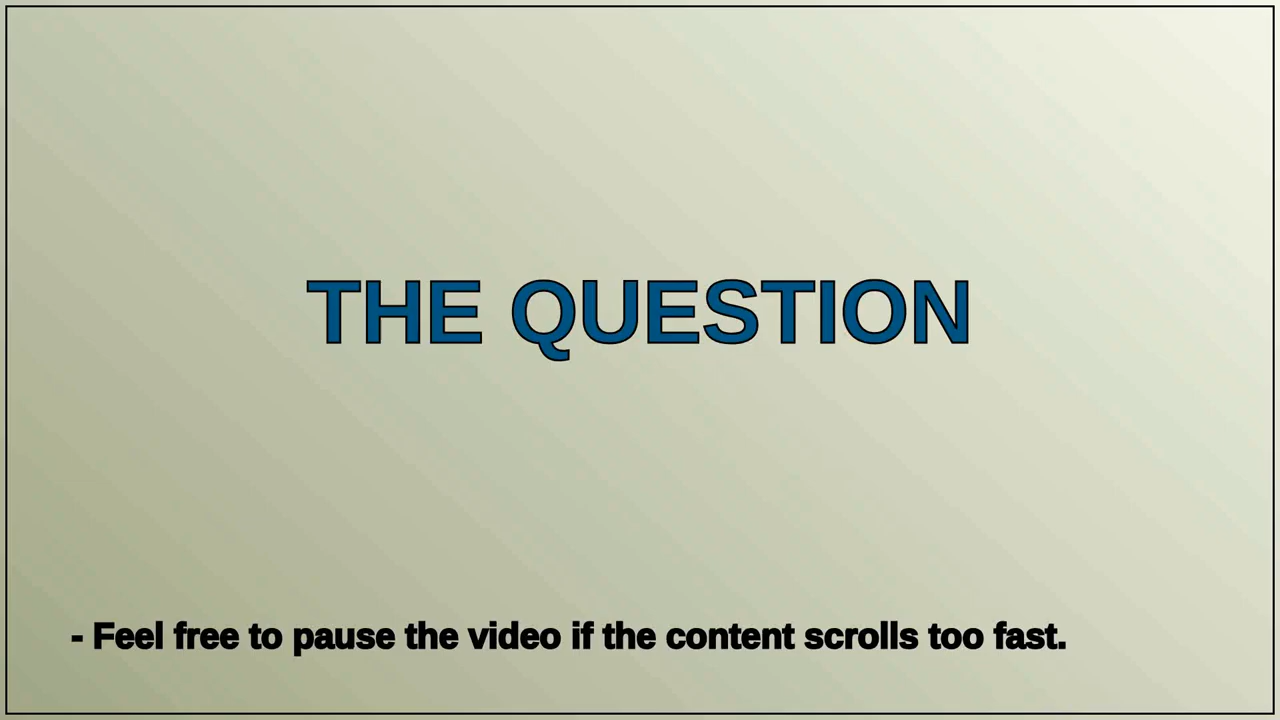 THE QUESTION
- Feel free to pause the video if the content scrolls too fast.